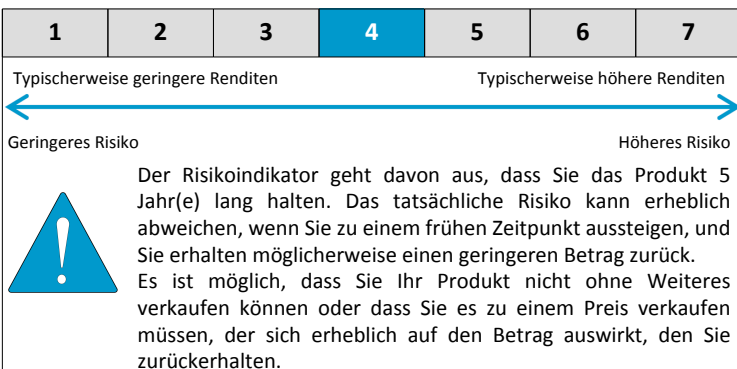 1 2 3 4 5 6 7
Typischerweise geringere Renditen Typischerweise höhere Renditen
Geringeres Risiko Höheres Risiko
Der Risikoindikator geht davon aus, dass Sie das Produkt 5
Jahr(e) lang halten. Das tatsächliche Risiko kann erheblich
abweichen, wenn Sie zu einem frühen Zeitpunkt aussteigen, und
Sie erhalten möglicherweise einen geringeren Betrag zurück.
Es ist möglich, dass Sie Ihr Produkt nicht ohne Weiteres
verkaufen können oder dass Sie es zu einem Preis verkaufen
müssen, der sich erheblich auf den Betrag auswirkt, den Sie
zurückerhalten.